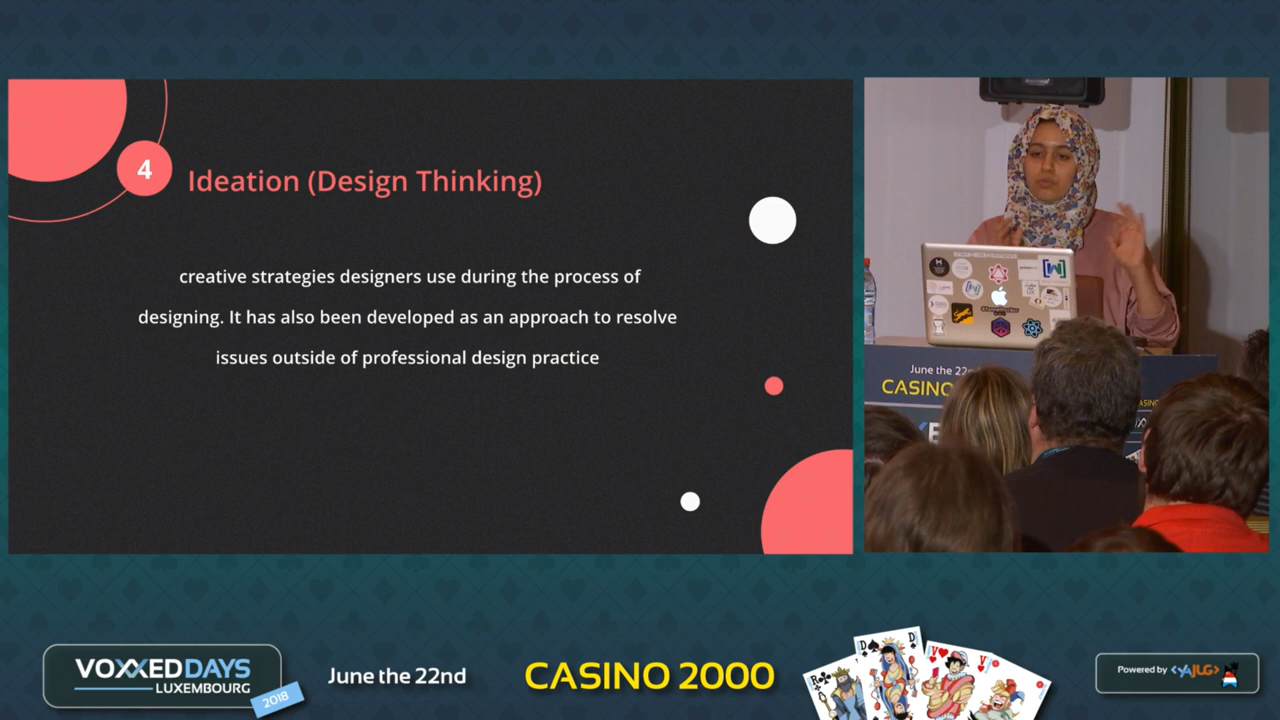 4
Ideation (Design Thinking)
creative strategies designers use during the process of
designing. It has also been developed as an approach to resolve
issues outside of professional design practice
June the 22n
CASINO
VOXXEDDAYS
LUXEMBOURG
2018
June the 22nd
CASINO 2000
Powered by <YAJUG>